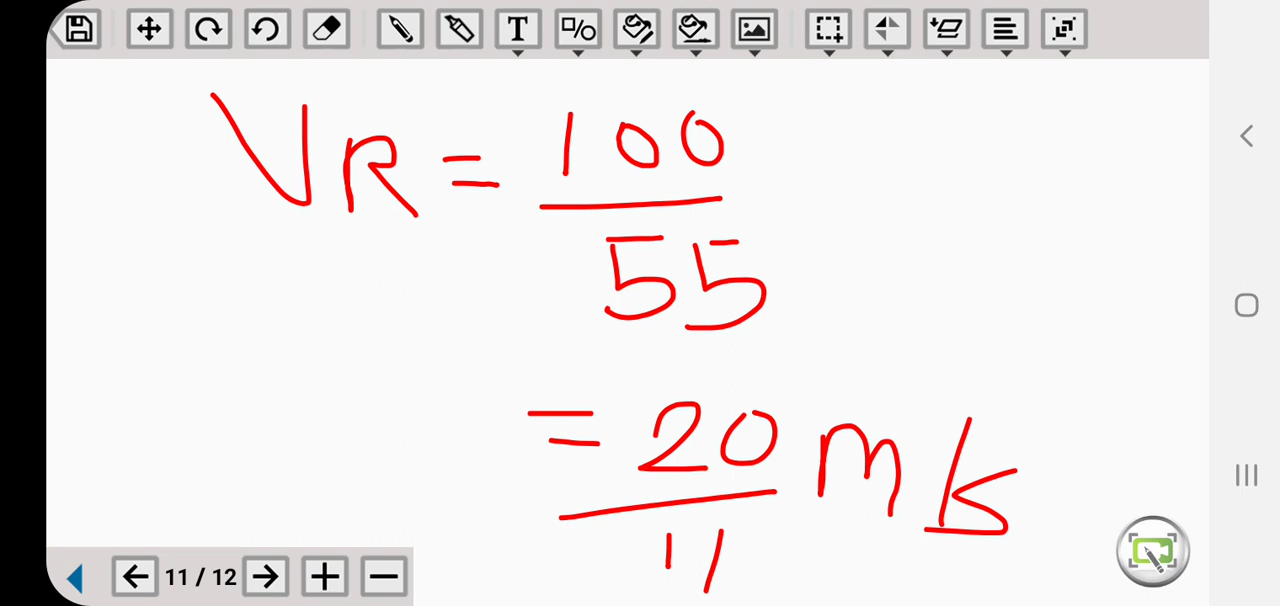 T
VR = 100
55
= 20 m/s
11
11 / 12